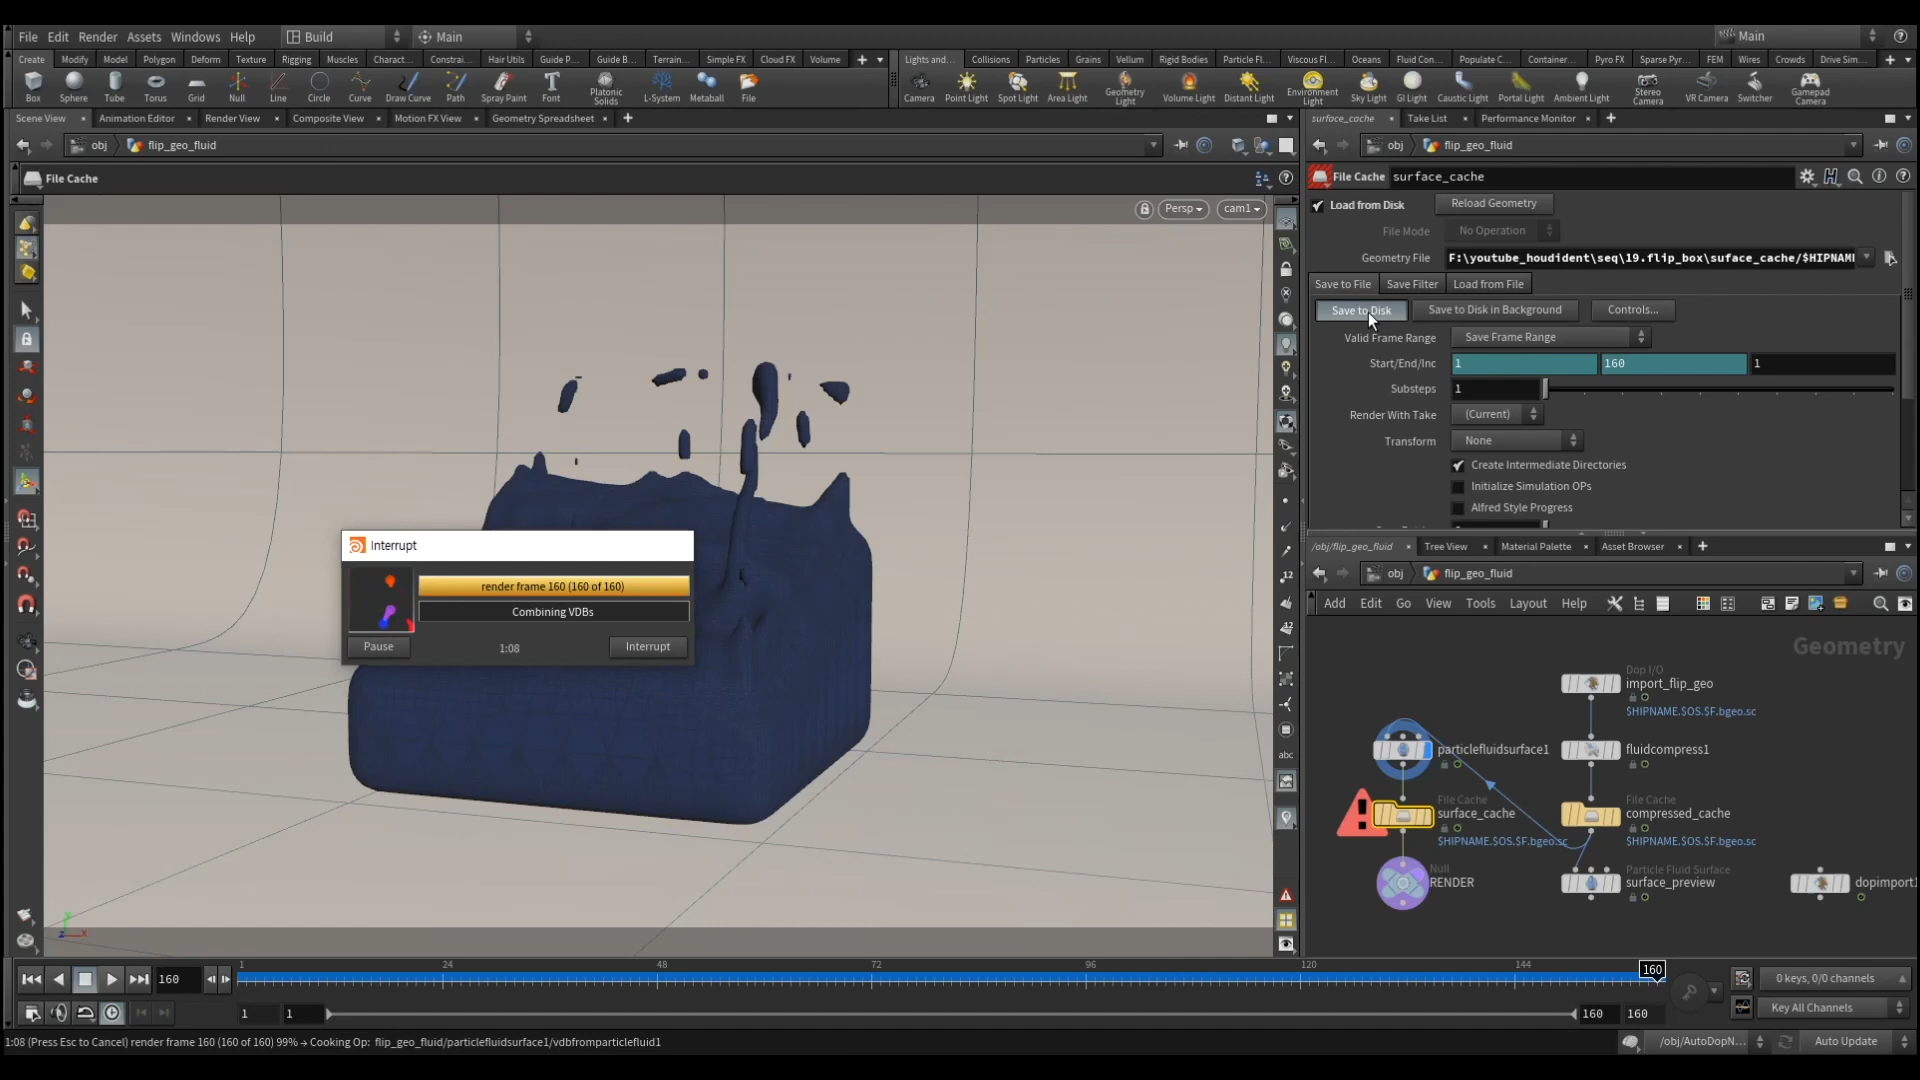 File Edit Render Assets Windows Help Build Main Main
Create Modify Model Polygon Deform Texture Rigging Muscles Charact... Constrai... Hair Utils Guide P... Guide B... Terrain... Simple FX Cloud FX Volume
Lights and... Collisions Particles Grains Vellum Rigid Bodies Particle Fl... Viscous Fl... Oceans Fluid Con... Populate C... Container... Pyro FX Sparse Pyr... FEM Wires Crowds Drive Sim...
Box Sphere Tube Torus Grid Null Line Circle Curve Draw Curve Path Spray Paint Font Platonic Solids L-System Metaball File
Camera Point Light Spot Light Area Light Geometry Light Volume Light Distant Light Environment Light Sky Light GI Light Caustic Light Portal Light Ambient Light Stereo Camera VR Camera Switcher Gamepad Camera
Scene View Animation Editor Render View Composite View Motion FX View Geometry Spreadsheet
surface_cache Take List Performance Monitor
obj flip_geo_fluid
obj flip_geo_fluid
File Cache
File Cache surface_cache
Persp cam1
Load from Disk Reload Geometry
File Mode No Operation
Geometry File F:\youtube_houdident\seq\19.flip_box\suface_cache/$HIPNAM
Save to File Save Filter Load from File
Save to Disk Save to Disk in Background Controls...
Valid Frame Range Save Frame Range
Start/End/Inc 1 160 1
Substeps 1
Render With Take (Current)
Transform None
Create Intermediate Directories
Initialize Simulation OPs
Alfred Style Progress
Interrupt
render frame 160 (160 of 160)
Combining VDBs
Pause 1:08 Interrupt
/obj/flip_geo_fluid Tree View Material Palette Asset Browser
obj flip_geo_fluid
Add Edit Go View Tools Layout Help
Geometry
Dop I/O
import_flip_geo
$HIPNAME.$OS.$F.bgeo.sc
particlefluidsurface1
fluidcompress1
File Cache
surface_cache
$HIPNAME.$OS.$F.bgeo.sc
File Cache
compressed_cache
$HIPNAME.$OS.$F.bgeo.sc
Null
RENDER
Particle Fluid Surface
surface_preview
dopimport1
12
12
abc
y
x
z
160
1 24 48 72 96 120 144 160
0 keys, 0/0 channels
1 1 160 160
Key All Channels
1:08 (Press Esc to Cancel) render frame 160 (160 of 160) 99% → Cooking Op: flip_geo_fluid/particlefluidsurface1/vdbfromparticlefluid1
/obj/AutoDopN... Auto Update